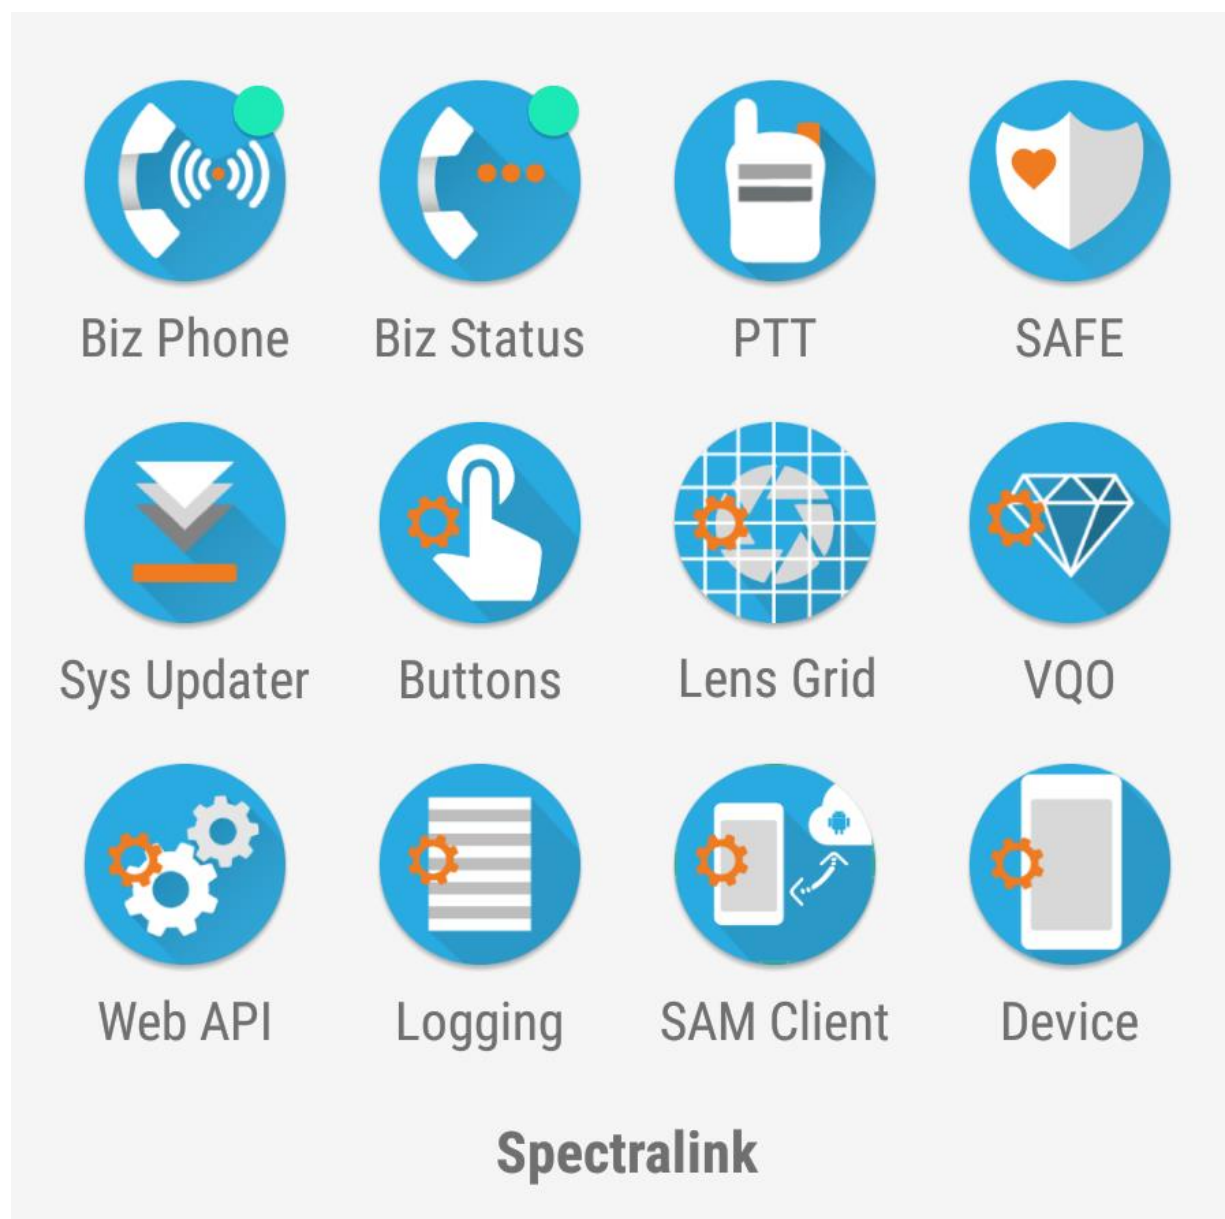 Biz Phone
Biz Status
PTT
SAFE
Sys Updater
Buttons
Lens Grid
VQO
Web API
Logging
SAM Client
Device
Spectralink